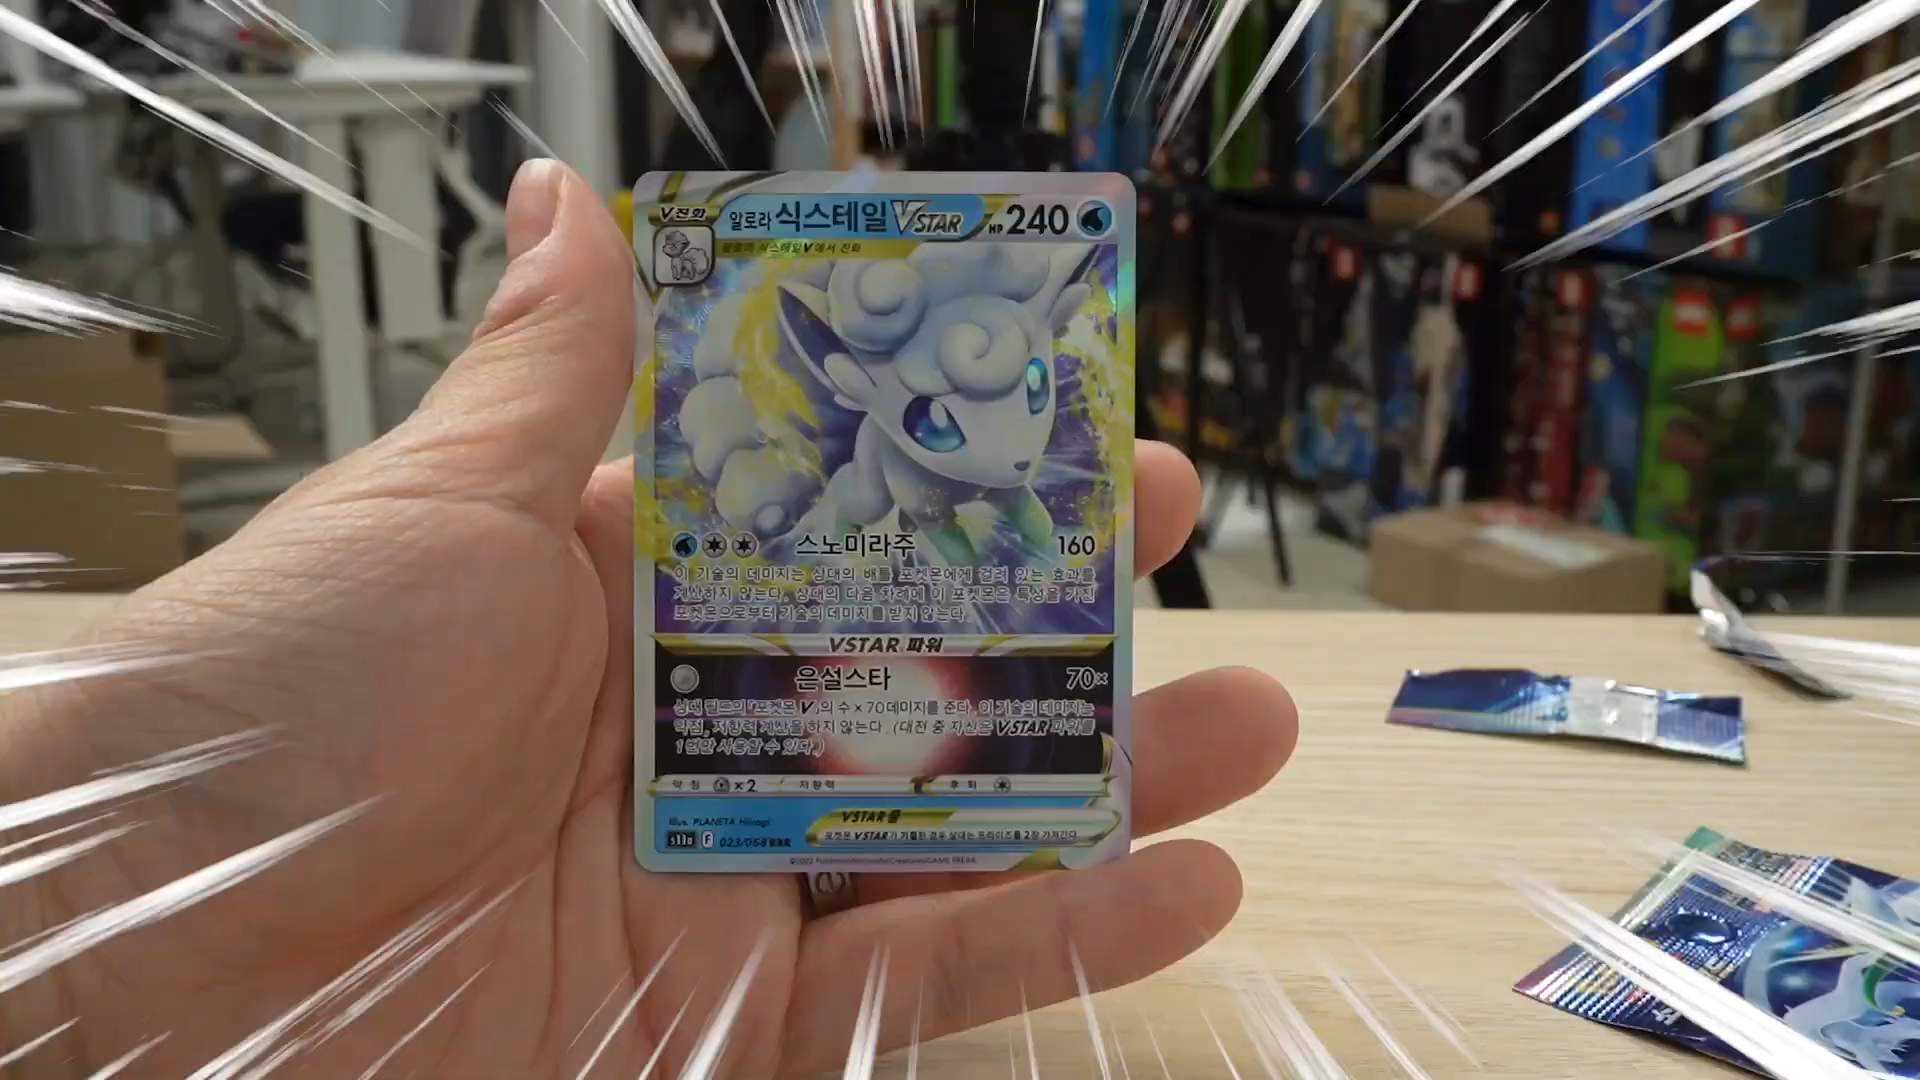 V진화
알로라 식스테일 VSTAR HP 240
알로라 식스테일V에서 진화
스노미라주 160
이 기술의 데미지는 상대의 배틀 포켓몬에게 걸려 있는 효과를
계산하지 않는다. 상대의 다음 차례에 이 포켓몬은 특성을 가진
포켓몬으로부터 기술의 데미지를 받지 않는다.
VSTAR 파워
은설스타 70×
상대 필드의 「포켓몬 V」의 수 × 70데미지를 준다. 이 기술의 데미지는
약점, 저항력 계산을 하지 않는다. (대전 중 자신은 VSTAR 파워를
1번만 사용할 수 있다.)
약점 ×2 저항력 후퇴
Illus. PLANETA Hiiragi
VSTAR룰
포켓몬 VSTAR가 기절한 경우 상대는 프라이즈를 2장 가져간다.
s11a F 023/068 RRR
©2022 Pokémon/Nintendo/Creatures/GAME FREAK